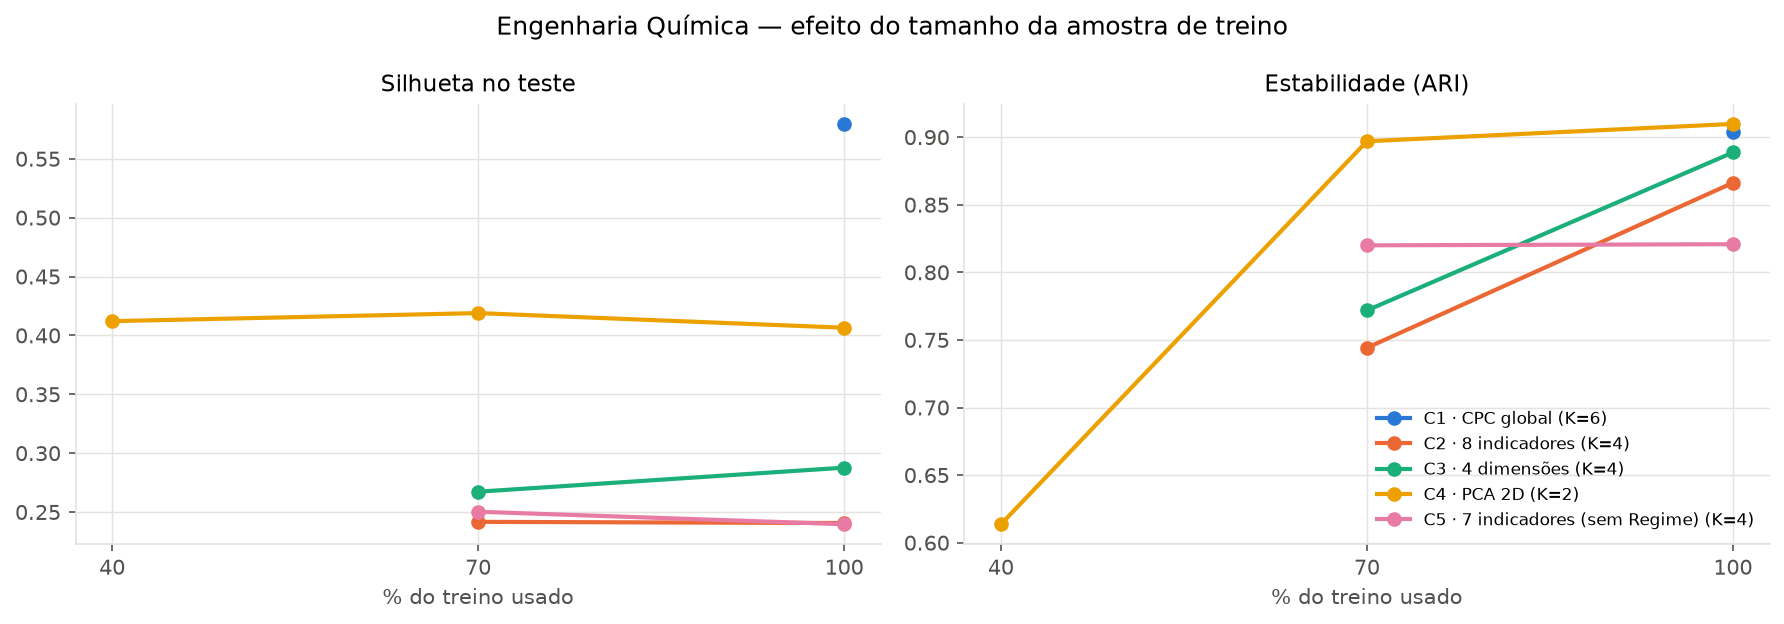 Engenharia Química — efeito do tamanho da amostra de treino
Silhueta no teste
0.55
0.50
0.45
0.40
0.35
0.30
0.25
40
70
100
% do treino usado
Estabilidade (ARI)
0.90
0.85
0.80
0.75
0.70
0.65
0.60
C1 · CPC global (K=6)
C2 · 8 indicadores (K=4)
C3 · 4 dimensões (K=4)
C4 · PCA 2D (K=2)
C5 · 7 indicadores (sem Regime) (K=4)
40
70
100
% do treino usado